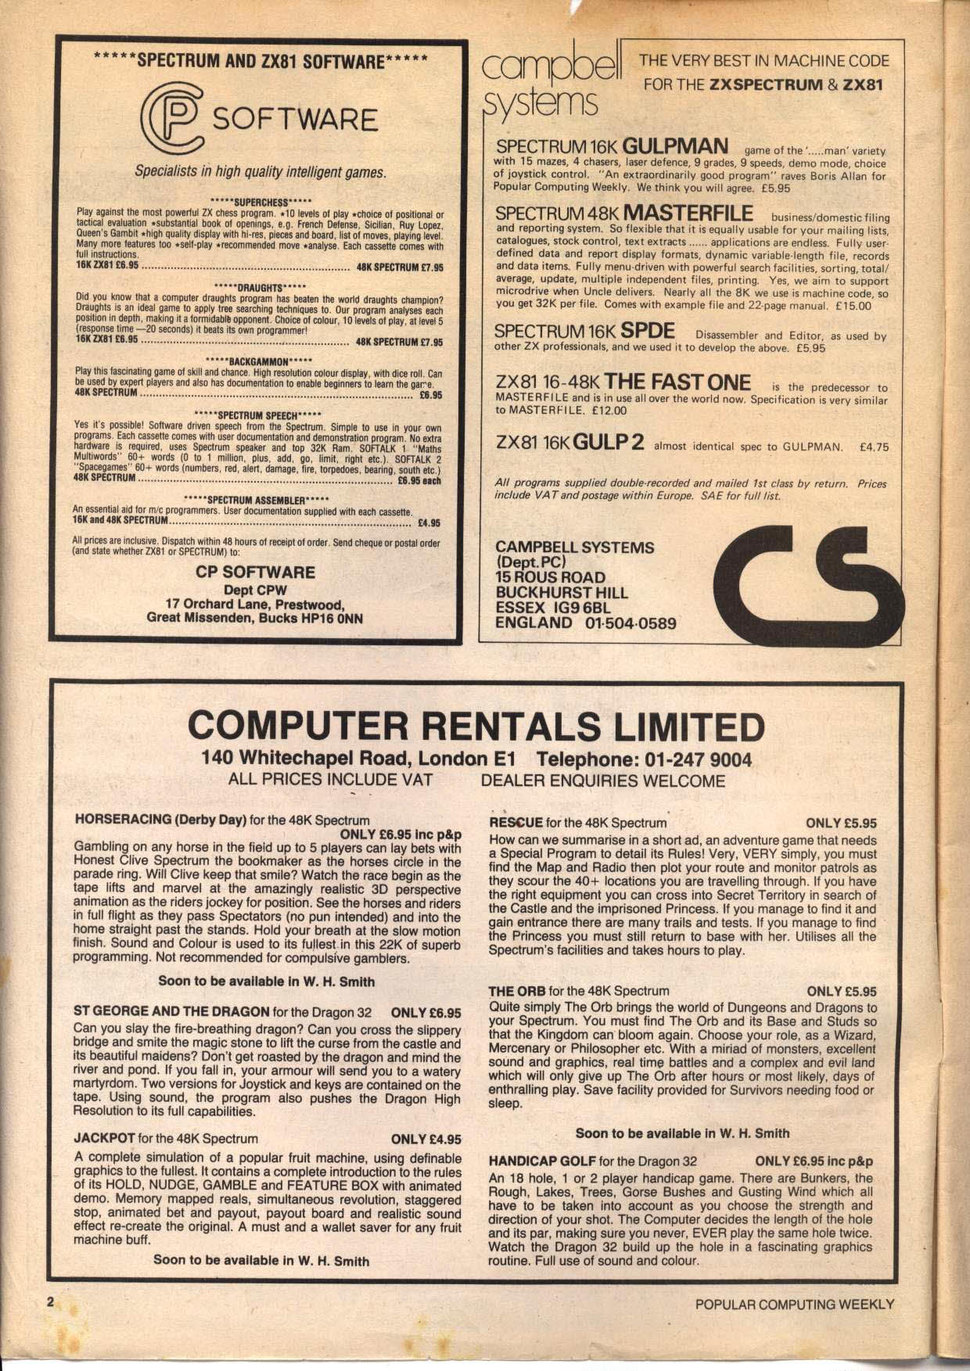 *****SPECTRUM AND ZX81 SOFTWARE*****
CP SOFTWARE
Specialists in high quality intelligent games.
*****SUPERCHESS*****
Play against the most powerful ZX chess program. *10 levels of play *choice of positional or
tactical evaluation *substantial book of openings, e.g. French Defense, Sicilian, Ruy Lopez,
Queen's Gambit *high quality display with hi-res, pieces and board, list of moves, playing level.
Many more features too *self-play *recommended move *analyse. Each cassette comes with
full instructions.
16K ZX81 £6.95 .................................................... 48K SPECTRUM £7.95
*****DRAUGHTS*****
Did you know that a computer draughts program has beaten the world draughts champion?
Draughts is an ideal game to apply tree searching techniques to. Our program analyses each
position in depth, making it a formidable opponent. Choice of colour, 10 levels of play, at level 5
(response time —20 seconds) it beats its own programmer!
16K ZX81 £6.95 .................................................... 48K SPECTRUM £7.95
*****BACKGAMMON*****
Play this fascinating game of skill and chance. High resolution colour display, with dice roll. Can
be used by expert players and also has documentation to enable beginners to learn the game.
48K SPECTRUM .................................................... £6.95
*****SPECTRUM SPEECH*****
Yes it's possible! Software driven speech from the Spectrum. Simple to use in your own
programs. Each cassette comes with user documentation and demonstration program. No extra
hardware is required, uses Spectrum speaker and top 32K Ram. SOFTALK 1 "Maths
Multiwords" 60+ words (0 to 1 million, plus, add, go, limit, right etc.). SOFTALK 2
"Spacegames" 60+ words (numbers, red, alert, damage, fire, torpedoes, bearing, south etc.)
48K SPECTRUM .................................................... £6.95 each
*****SPECTRUM ASSEMBLER*****
An essential aid for m/c programmers. User documentation supplied with each cassette.
16K and 48K SPECTRUM .................................................... £4.95
All prices are inclusive. Dispatch within 48 hours of receipt of order. Send cheque or postal order
(and state whether ZX81 or SPECTRUM) to:
CP SOFTWARE
Dept CPW
17 Orchard Lane, Prestwood,
Great Missenden, Bucks HP16 0NN
campbell
systems
THE VERY BEST IN MACHINE CODE
FOR THE ZXSPECTRUM & ZX81
SPECTRUM 16K GULPMAN game of the '.....man' variety
with 15 mazes, 4 chasers, laser defence, 9 grades, 9 speeds, demo mode, choice
of joystick control. "An extraordinarily good program" raves Boris Allan for
Popular Computing Weekly. We think you will agree. £5.95
SPECTRUM 48K MASTERFILE business/domestic filing
and reporting system. So flexible that it is equally usable for your mailing lists,
catalogues, stock control, text extracts ...... applications are endless. Fully user-
defined data and report display formats, dynamic variable-length file, records
and data items. Fully menu-driven with powerful search facilities, sorting, total/
average, update, multiple independent files, printing. Yes, we aim to support
microdrive when Uncle delivers. Nearly all the 8K we use is machine code, so
you get 32K per file. Comes with example file and 22-page manual. £15.00
SPECTRUM 16K SPDE Disassembler and Editor, as used by
other ZX professionals, and we used it to develop the above. £5.95
ZX81 16-48K THE FAST ONE is the predecessor to
MASTERFILE and is in use all over the world now. Specification is very similar
to MASTERFILE. £12.00
ZX81 16K GULP 2 almost identical spec to GULPMAN. £4.75
All programs supplied double-recorded and mailed 1st class by return. Prices
include VAT and postage within Europe. SAE for full list.
CAMPBELL SYSTEMS
(Dept.PC)
15 ROUS ROAD
BUCKHURST HILL
ESSEX IG9 6BL
ENGLAND 01-504-0589
CS
COMPUTER RENTALS LIMITED
140 Whitechapel Road, London E1 Telephone: 01-247 9004
ALL PRICES INCLUDE VAT DEALER ENQUIRIES WELCOME
HORSERACING (Derby Day) for the 48K Spectrum
ONLY £6.95 inc p&p
Gambling on any horse in the field up to 5 players can lay bets with
Honest Clive Spectrum the bookmaker as the horses circle in the
parade ring. Will Clive keep that smile? Watch the race begin as the
tape lifts and marvel at the amazingly realistic 3D perspective
animation as the riders jockey for position. See the horses and riders
in full flight as they pass Spectators (no pun intended) and into the
home straight past the stands. Hold your breath at the slow motion
finish. Sound and Colour is used to its fullest in this 22K of superb
programming. Not recommended for compulsive gamblers.
Soon to be available in W. H. Smith
ST GEORGE AND THE DRAGON for the Dragon 32 ONLY £6.95
Can you slay the fire-breathing dragon? Can you cross the slippery
bridge and smite the magic stone to lift the curse from the castle and
its beautiful maidens? Don't get roasted by the dragon and mind the
river and pond. If you fall in, your armour will send you to a watery
martyrdom. Two versions for Joystick and keys are contained on the
tape. Using sound, the program also pushes the Dragon High
Resolution to its full capabilities.
JACKPOT for the 48K Spectrum ONLY £4.95
A complete simulation of a popular fruit machine, using definable
graphics to the fullest. It contains a complete introduction to the rules
of its HOLD, NUDGE, GAMBLE and FEATURE BOX with animated
demo. Memory mapped reals, simultaneous revolution, staggered
stop, animated bet and payout, payout board and realistic sound
effect re-create the original. A must and a wallet saver for any fruit
machine buff.
Soon to be available in W. H. Smith
RESCUE for the 48K Spectrum ONLY £5.95
How can we summarise in a short ad, an adventure game that needs
a Special Program to detail its Rules! Very, VERY simply, you must
find the Map and Radio then plot your route and monitor patrols as
they scour the 40+ locations you are travelling through. If you have
the right equipment you can cross into Secret Territory in search of
the Castle and the imprisoned Princess. If you manage to find it and
gain entrance there are many trails and tests. If you manage to find
the Princess you must still return to base with her. Utilises all the
Spectrum's facilities and takes hours to play.
THE ORB for the 48K Spectrum ONLY £5.95
Quite simply The Orb brings the world of Dungeons and Dragons to
your Spectrum. You must find The Orb and its Base and Studs so
that the Kingdom can bloom again. Choose your role, as a Wizard,
Mercenary or Philosopher etc. With a miriad of monsters, excellent
sound and graphics, real time battles and a complex and evil land
which will only give up The Orb after hours or most likely, days of
enthralling play. Save facility provided for Survivors needing food or
sleep.
Soon to be available in W. H. Smith
HANDICAP GOLF for the Dragon 32 ONLY £6.95 inc p&p
An 18 hole, 1 or 2 player handicap game. There are Bunkers, the
Rough, Lakes, Trees, Gorse Bushes and Gusting Wind which all
have to be taken into account as you choose the strength and
direction of your shot. The Computer decides the length of the hole
and its par, making sure you never, EVER play the same hole twice.
Watch the Dragon 32 build up the hole in a fascinating graphics
routine. Full use of sound and colour.
2
POPULAR COMPUTING WEEKLY